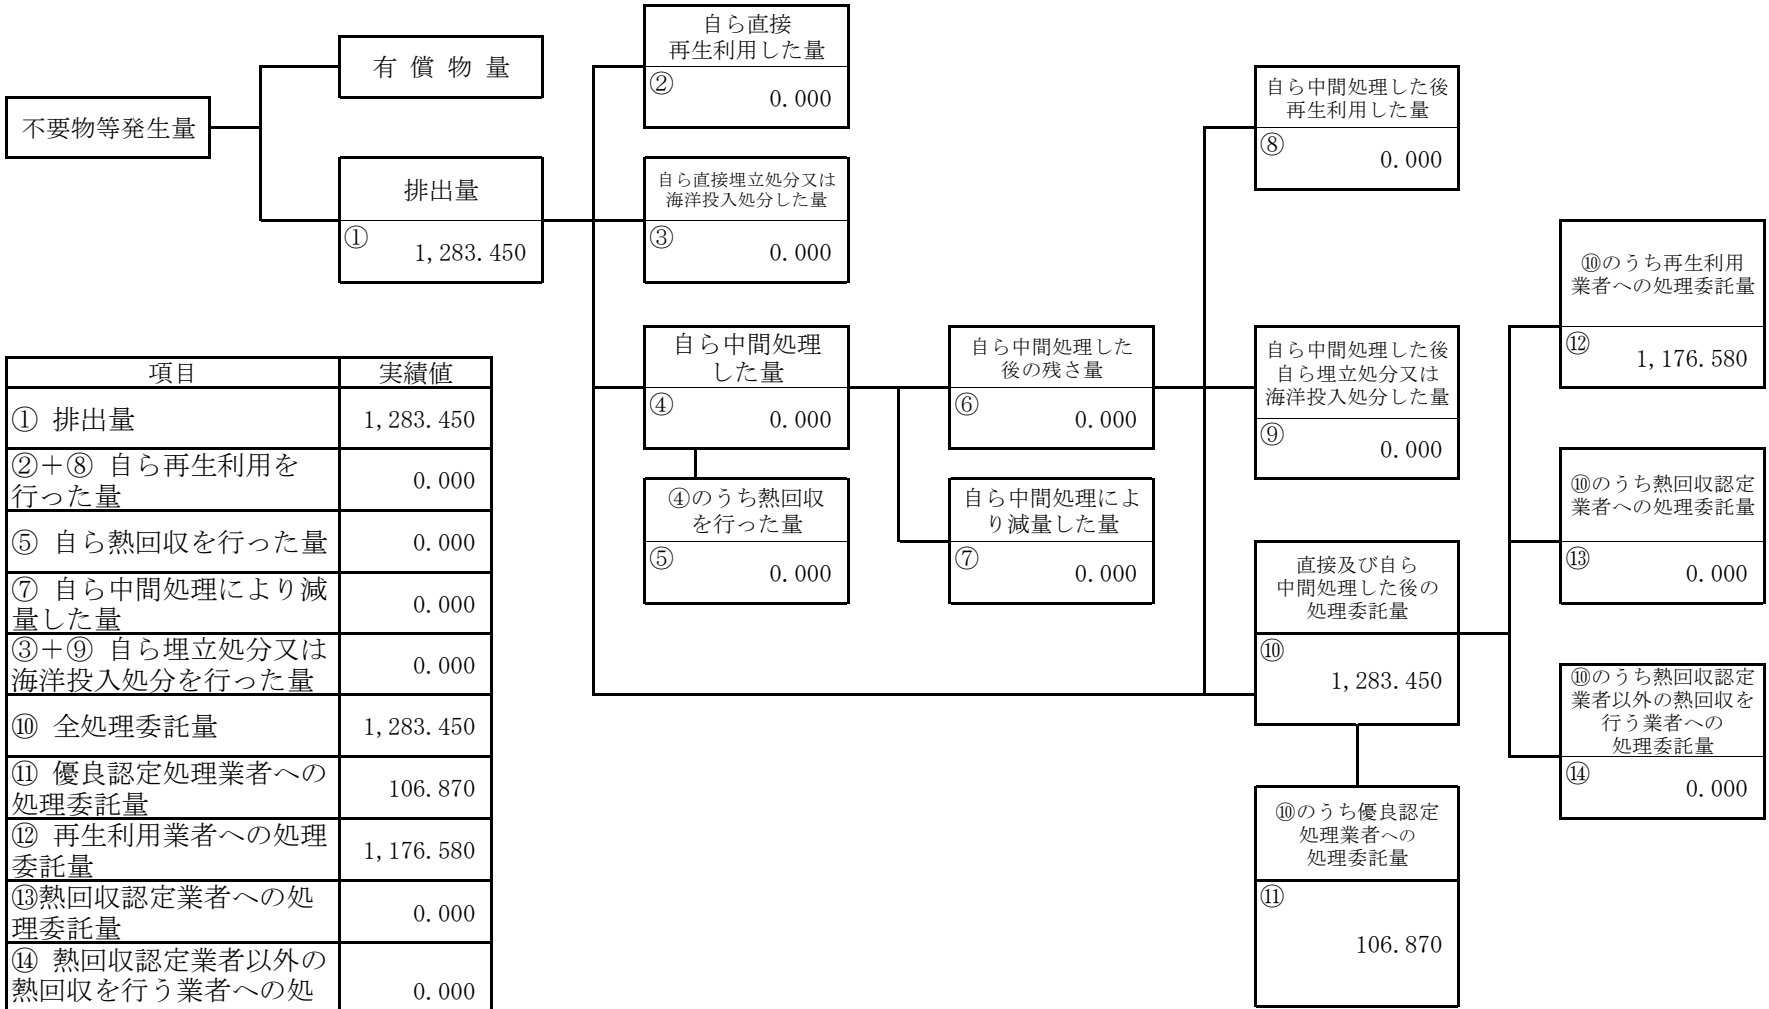 不要物等発生量
有 償 物 量
排出量
① 1,283.450
自ら直接
再生利用した量
② 0.000
自ら直接埋立処分又は
海洋投入処分した量
③ 0.000
自ら中間処理
した量
④ 0.000
④のうち熱回収
を行った量
⑤ 0.000
自ら中間処理した
後の残さ量
⑥ 0.000
自ら中間処理によ
り減量した量
⑦ 0.000
自ら中間処理した後
再生利用した量
⑧ 0.000
自ら中間処理した後
自ら埋立処分又は
海洋投入処分した量
⑨ 0.000
直接及び自ら
中間処理した後の
処理委託量
⑩ 1,283.450
⑩のうち優良認定
処理業者への
処理委託量
⑪ 106.870
⑩のうち再生利用
業者への処理委託量
⑫ 1,176.580
⑩のうち熱回収認定
業者への処理委託量
⑬ 0.000
⑩のうち熱回収認定
業者以外の熱回収を
行う業者への
処理委託量
⑭ 0.000
項目 実績値
① 排出量 1,283.450
②＋⑧ 自ら再生利用を
行った量 0.000
⑤ 自ら熱回収を行った量 0.000
⑦ 自ら中間処理により減
量した量 0.000
③＋⑨ 自ら埋立処分又は
海洋投入処分を行った量 0.000
⑩ 全処理委託量 1,283.450
⑪ 優良認定処理業者への
処理委託量 106.870
⑫ 再生利用業者への処理
委託量 1,176.580
⑬熱回収認定業者への処
理委託量 0.000
⑭ 熱回収認定業者以外の
熱回収を行う業者への処 0.000